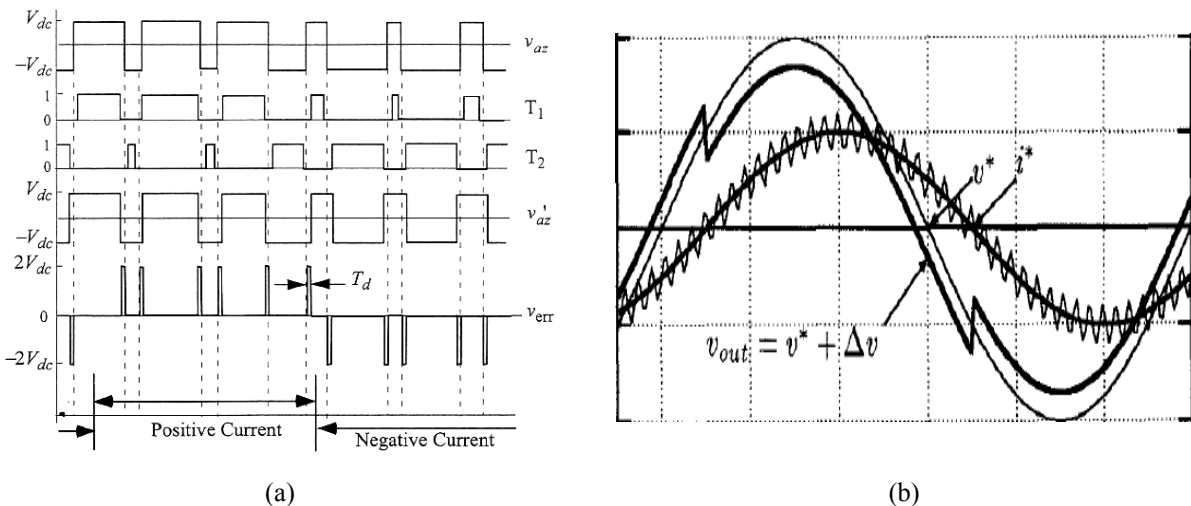 V_dc
-V_dc
v_az
1
0
T_1
1
0
T_2
V_dc
-V_dc
v_az'
2V_dc
T_d
0
v_err
-2V_dc
Positive Current
Negative Current
(a)
v*
i*
v_out = v* + Δv
(b)